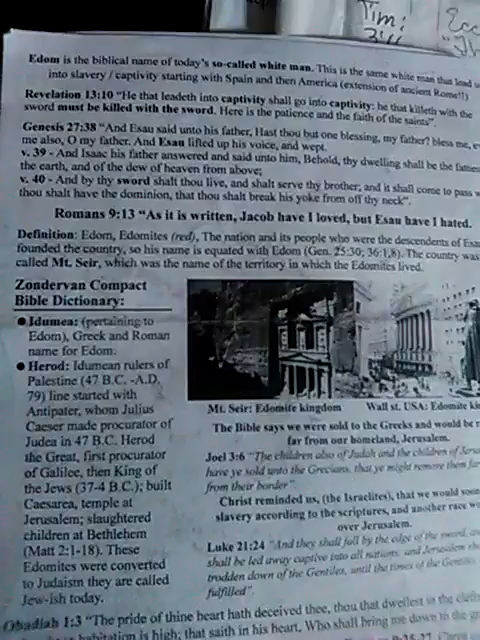 Tim:
Edom is the biblical name of today's so-called white man. This is the same white man that lead u
into slavery / captivity starting with Spain and then America (extension of ancient Rome!!)
Revelation 13:10 "He that leadeth into captivity shall go into captivity: he that killeth with the
sword must be killed with the sword. Here is the patience and the faith of the saints".
Genesis 27:38 "And Esau said unto his father, Hast thou but one blessing, my father? bless me, e
me also, O my father. And Esau lifted up his voice, and wept.
v. 39 - And Isaac his father answered and said unto him, Behold, thy dwelling shall be the fatnes
the earth, and of the dew of heaven from above;
v. 40 - And by thy sword shalt thou live, and shalt serve thy brother; and it shall come to pass w
thou shalt have the dominion, that thou shalt break his yoke from off thy neck".
Romans 9:13 "As it is written, Jacob have I loved, but Esau have I hated.
Definition: Edom, Edomites (red), The nation and its people who were the descendents of Esau
founded the country, so his name is equated with Edom (Gen. 25:30; 36:1,8). The country was
called Mt. Seir, which was the name of the territory in which the Edomites lived.
Zondervan Compact
Bible Dictionary:
● Idumea: (pertaining to
Edom), Greek and Roman
name for Edom.
● Herod: Idumean rulers of
Palestine (47 B.C. -A.D.
79) line started with
Antipater, whom Julius
Caeser made procurator of
Judea in 47 B.C. Herod
the Great, first procurator
of Galilee, then King of
the Jews (37-4 B.C.); built
Caesarea, temple at
Jerusalem; slaughtered
children at Bethlehem
(Matt 2:1-18). These
Edomites were converted
to Judaism they are called
Jew-ish today.
Mt. Seir: Edomite kingdom Wall st. USA: Edomite ki
The Bible says we were sold to the Greeks and would be r
far from our homeland, Jerusalem.
Joel 3:6 "The children also of Judah and the children of Jerus
have ye sold unto the Grecians, that ye might remove them far
from their border".
Christ reminded us, (the Israelites), that we would soon
slavery according to the scriptures, and another race w
over Jerusalem.
Luke 21:24 "And they shall fall by the edge of the sword, and
shall be led away captive into all nations, and Jerusalem sha
trodden down of the Gentiles, until the times of the Gentiles
fulfilled".
Obadiah 1:3 "The pride of thine heart hath deceived thee, thou that dwellest in the clefts
habitation is high; that saith in his heart, Who shall bring me down to the gr